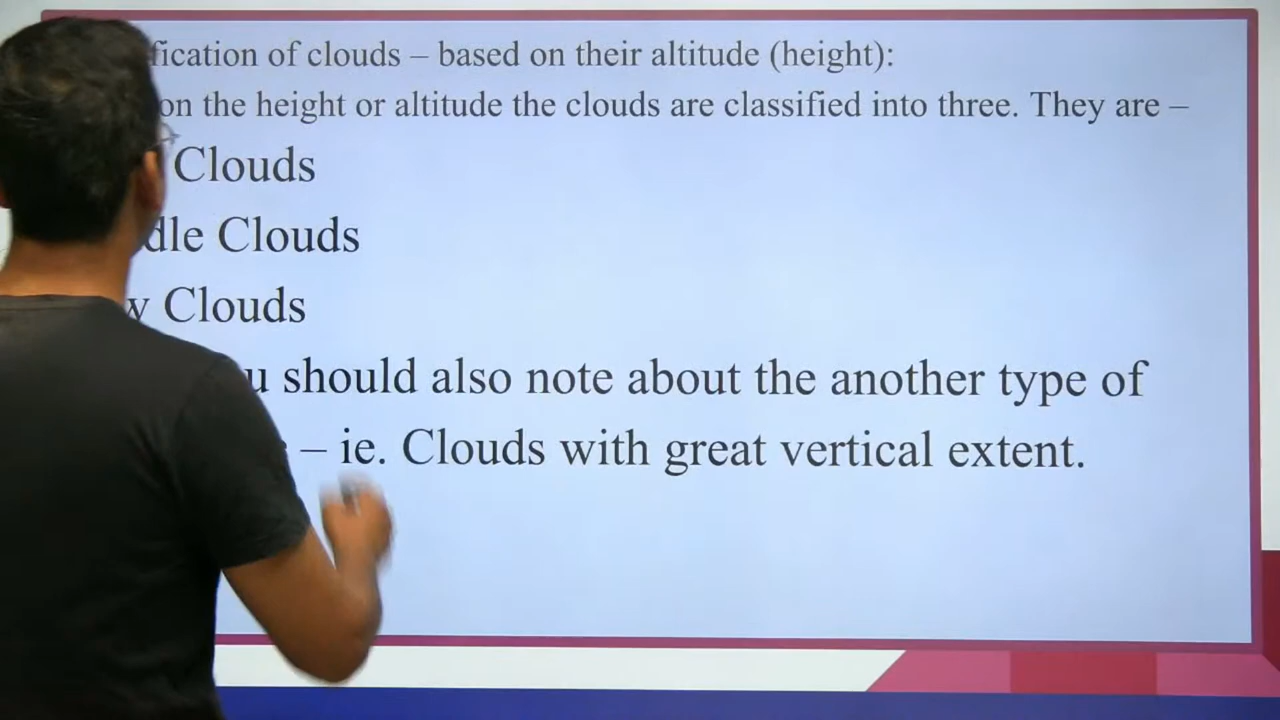 fication of clouds – based on their altitude (height):
on the height or altitude the clouds are classified into three. They are –
Clouds
dle Clouds
w Clouds
u should also note about the another type of
– ie. Clouds with great vertical extent.